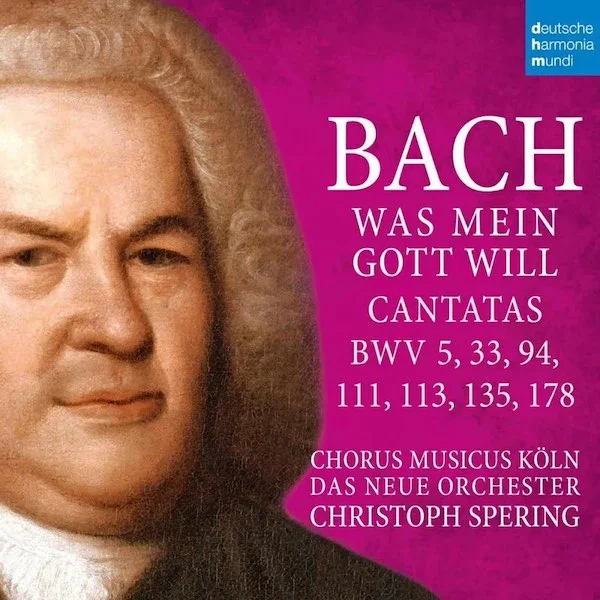 deutsche
harmonia
mundi
BACH
WAS MEIN
GOTT WILL
CANTATAS
BWV 5, 33, 94,
111, 113, 135, 178
CHORUS MUSICUS KÖLN
DAS NEUE ORCHESTER
CHRISTOPH SPERING